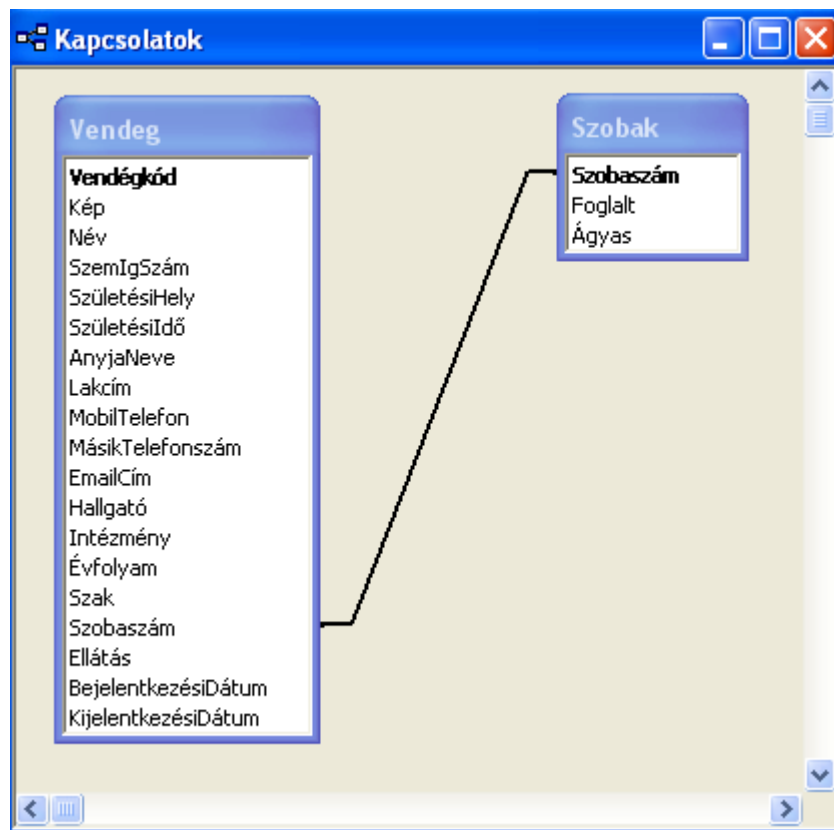 Kapcsolatok
Vendeg
Vendégkód
Kép
Név
SzemIgSzám
SzületésiHely
SzületésiIdő
AnyjaNeve
Lakcím
MobilTelefon
MásikTelefonszám
EmailCím
Hallgató
Intézmény
Évfolyam
Szak
Szobaszám
Ellátás
BejelentkezésiDátum
KijelentkezésiDátum
Szobak
Szobaszám
Foglalt
Ágyas